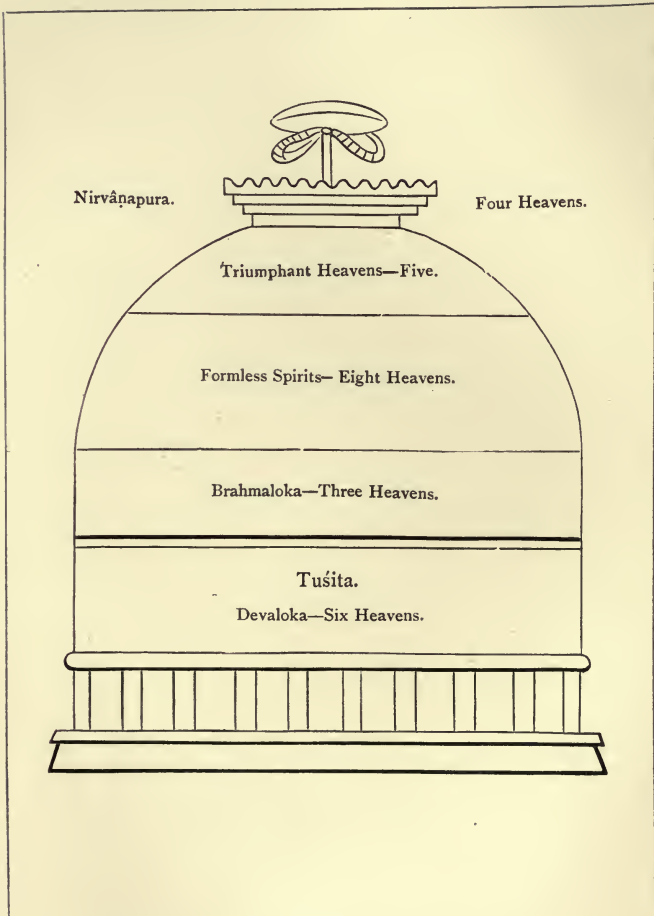 Nirvâṇapura.
Four Heavens.
Triumphant Heavens—Five.
Formless Spirits— Eight Heavens.
Brahmaloka—Three Heavens.
Tuśita.
Devaloka—Six Heavens.